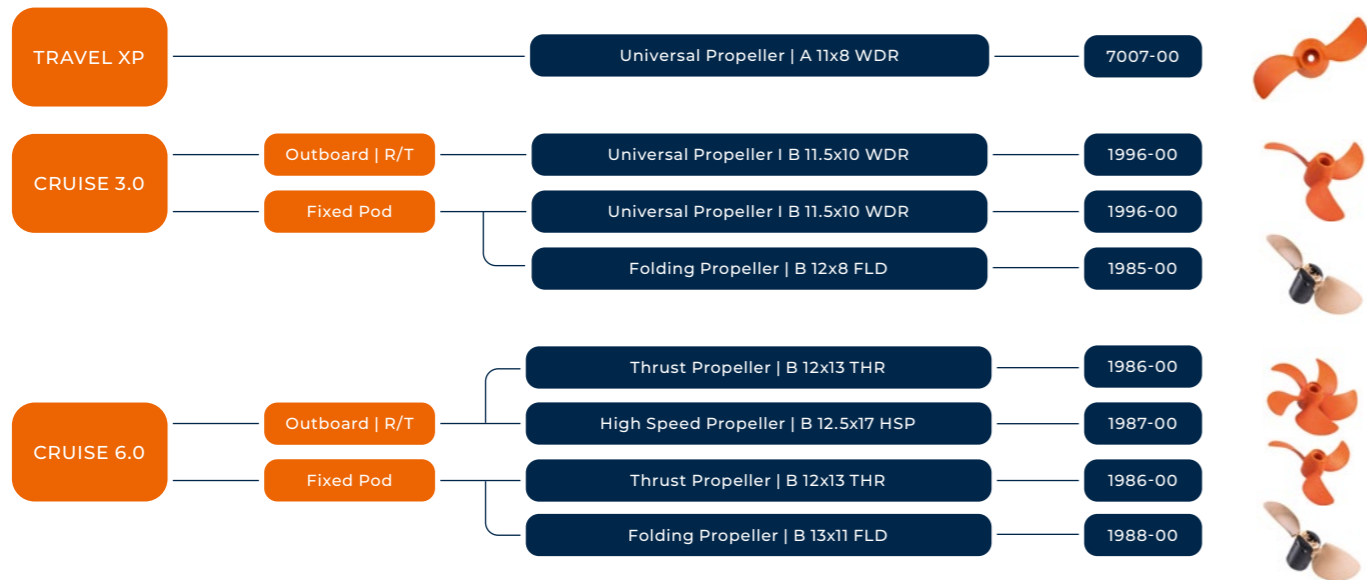 TRAVEL XP
Universal Propeller | A 11x8 WDR
7007-00
CRUISE 3.0
Outboard | R/T
Universal Propeller I B 11.5x10 WDR
1996-00
Fixed Pod
Universal Propeller I B 11.5x10 WDR
1996-00
Folding Propeller | B 12x8 FLD
1985-00
CRUISE 6.0
Thrust Propeller | B 12x13 THR
1986-00
Outboard | R/T
High Speed Propeller | B 12.5x17 HSP
1987-00
Fixed Pod
Thrust Propeller | B 12x13 THR
1986-00
Folding Propeller | B 13x11 FLD
1988-00